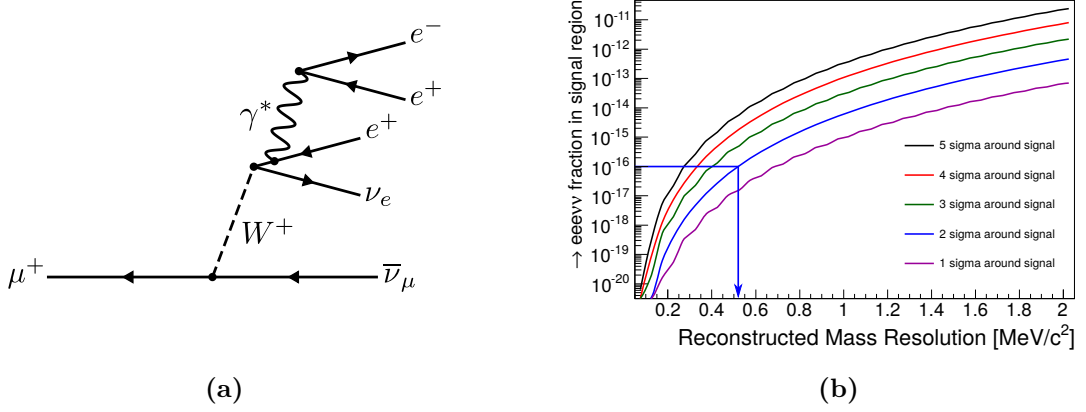 e⁻
e⁺
γ*
e⁺
ν_e
W⁺
μ⁺
ν̅_μ
(a)
→ eeeνν fraction in signal region
10⁻¹¹
10⁻¹²
10⁻¹³
10⁻¹⁴
10⁻¹⁵
10⁻¹⁶
10⁻¹⁷
10⁻¹⁸
10⁻¹⁹
10⁻²⁰
5 sigma around signal
4 sigma around signal
3 sigma around signal
2 sigma around signal
1 sigma around signal
0.2 0.4 0.6 0.8 1 1.2 1.4 1.6 1.8 2
Reconstructed Mass Resolution [MeV/c²]
(b)